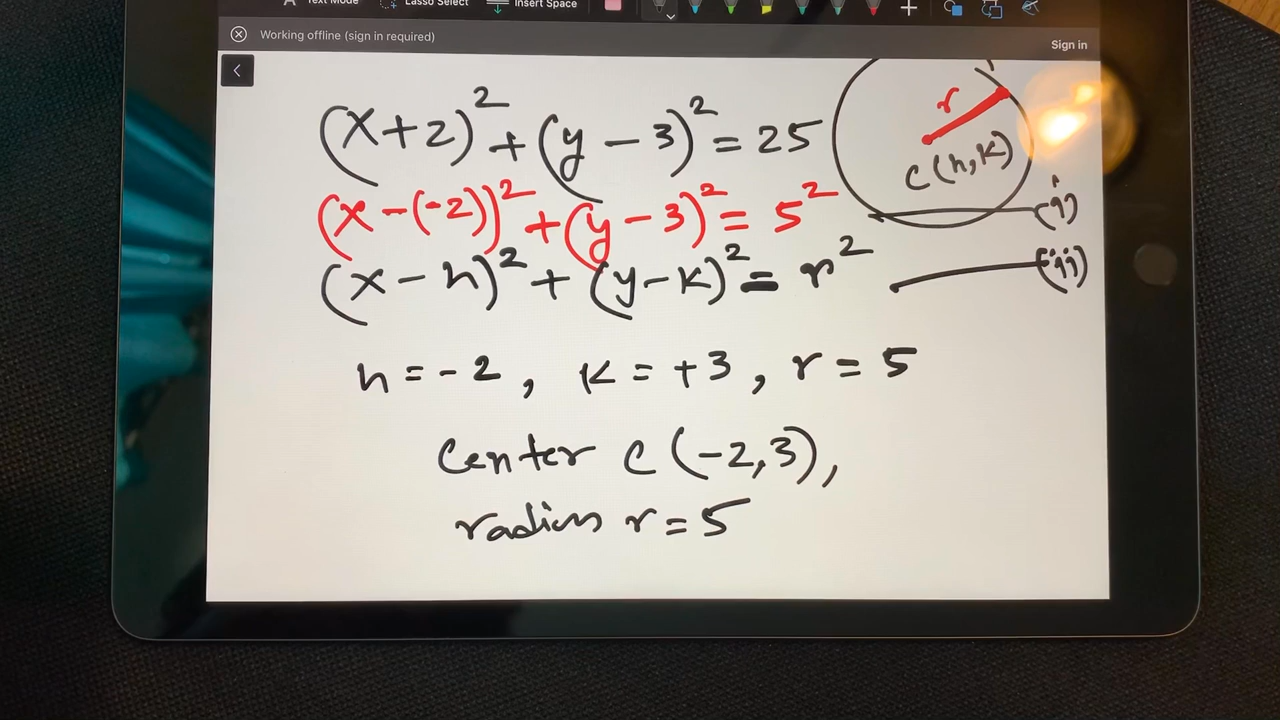 Text Mode Lasso Select Insert Space
Working offline (sign in required)
Sign in
(x+2)² + (y-3)² = 25
r
C(h,k)
(x-(-2))² + (y-3)² = 5² (i)
(x-h)² + (y-k)² = r² (ii)
h = -2, k = +3, r = 5
Center C(-2,3),
radius r = 5